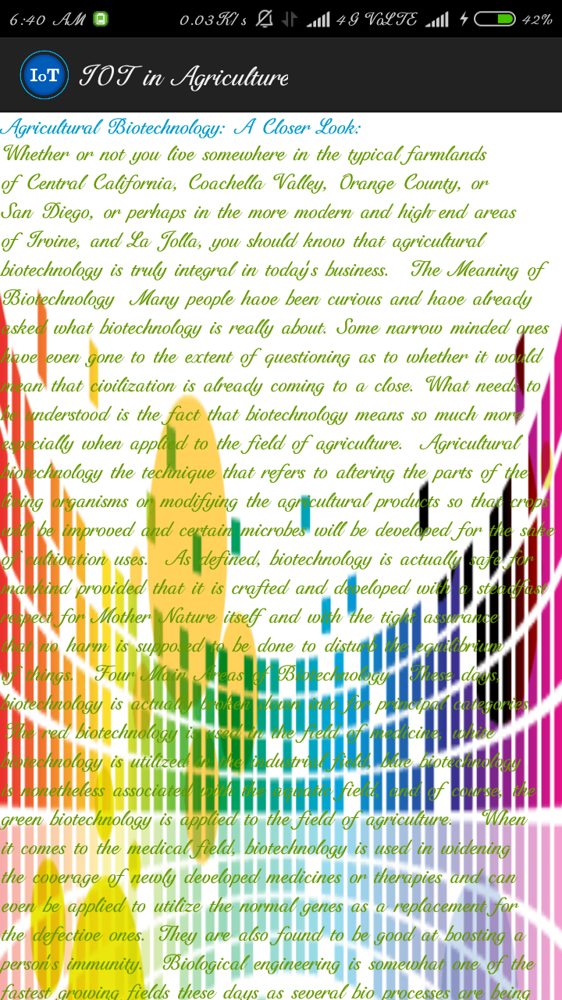 6:40 AM 0.03K/s 4G VoLTE 42%
IoT IOT in Agriculture
Agricultural Biotechnology: A Closer Look:
Whether or not you live somewhere in the typical farmlands
of Central California, Coachella Valley, Orange County, or
San Diego, or perhaps in the more modern and high-end areas
of Irvine, and La Jolla, you should know that agricultural
biotechnology is truly integral in today's business. The Meaning of
Biotechnology Many people have been curious and have already
asked what biotechnology is really about. Some narrow minded ones
have even gone to the extent of questioning as to whether it would
mean that civilization is already coming to a close. What needs to
be understood is the fact that biotechnology means so much more
especially when applied to the field of agriculture. Agricultural
biotechnology the technique that refers to altering the parts of the
living organisms or modifying the agricultural products so that crops
will be improved and certain microbes will be developed for the sake
of cultivation uses. As defined, biotechnology is actually safe for
mankind provided that it is crafted and developed with a steadfast
respect for Mother Nature itself and with the tight assurance
that no harm is supposed to be done to disturb the equilibrium
of things. Four Main Areas of Biotechnology These days,
biotechnology is actually broken down into for principal categories.
The red biotechnology is used in the field of medicine, white
biotechnology is utilized in the industrial field, blue biotechnology
is nonetheless associated with the aquatic field, and of course, the
green biotechnology is applied to the field of agriculture. When
it comes to the medical field, biotechnology is used in widening
the coverage of newly developed medicines or therapies and can
even be applied to utilize the normal genes as a replacement for
the defective ones. They are also found to be good at boosting a
person's immunity. Biological engineering is somewhat one of the
fastest growing fields these days as several bio processes are being